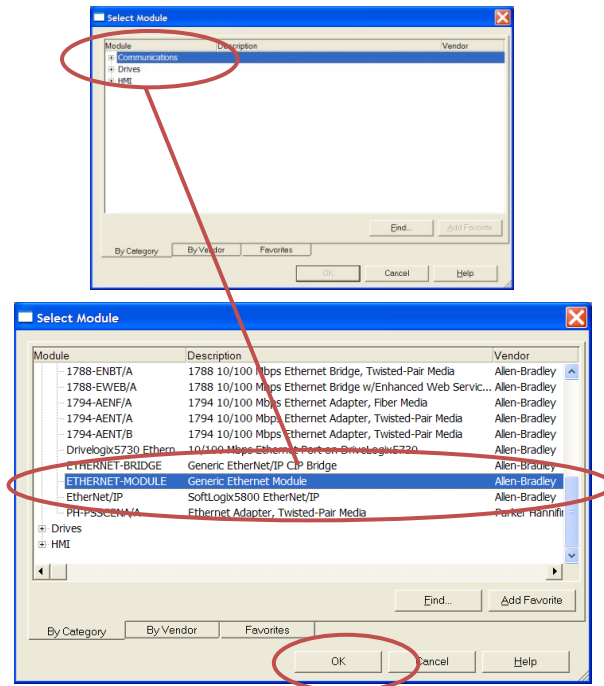 Select Module
Module Description Vendor
Communications
Drives
HMI
Find... Add Favorite
By Category By Vendor Favorites
OK Cancel Help
Select Module
Module Description Vendor
1788-ENBT/A 1788 10/100 Mbps Ethernet Bridge, Twisted-Pair Media Allen-Bradley
1788-EWEB/A 1788 10/100 Mbps Ethernet Bridge w/Enhanced Web Servic... Allen-Bradley
1794-AENF/A 1794 10/100 Mbps Ethernet Adapter, Fiber Media Allen-Bradley
1794-AENT/A 1794 10/100 Mbps Ethernet Adapter, Twisted-Pair Media Allen-Bradley
1794-AENT/B 1794 10/100 Mbps Ethernet Adapter, Twisted-Pair Media Allen-Bradley
Drivelogix5730 Ethern 10/100 Mbps Ethernet Port on DriveLogix5730 Allen-Bradley
ETHERNET-BRIDGE Generic EtherNet/IP CIP Bridge Allen-Bradley
ETHERNET-MODULE Generic Ethernet Module Allen-Bradley
EtherNet/IP SoftLogix5800 EtherNet/IP Allen-Bradley
PH-PSSCENA/A Ethernet Adapter, Twisted-Pair Media Parker Hannifi
Drives
HMI
Find... Add Favorite
By Category By Vendor Favorites
OK Cancel Help